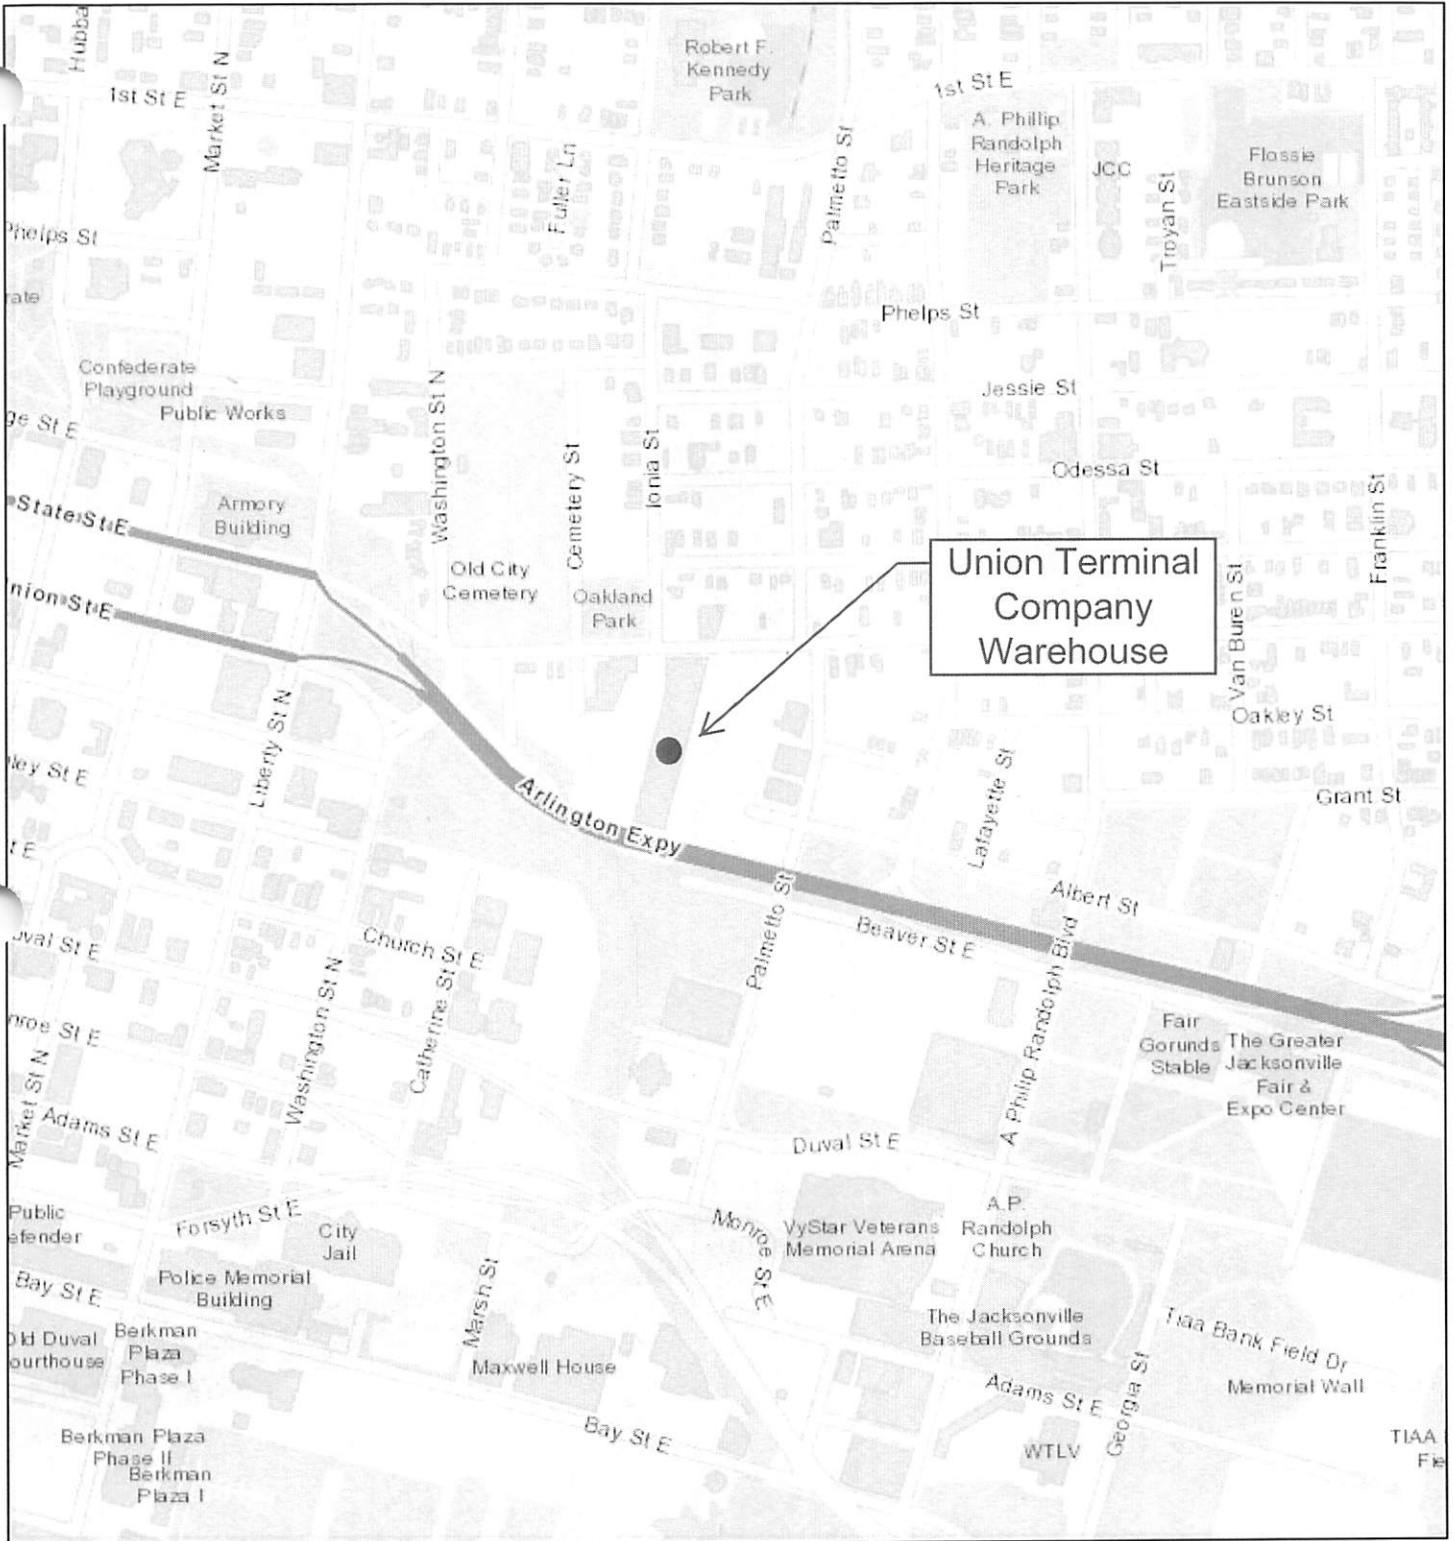 Hubba
Robert F.
Kennedy
Park
1st St E
Market St N
1st St E
A. Phillip
Randolph
Heritage
Park
JCC
Flossie
Brunson
Eastside Park
Fuller Ln
Palmetto St
Troyan St
Phelps St
rate
Phelps St
Confederate
Playground
Public Works
Jessie St
ge St E
Washington St N
Cemetery St
Ionia St
Odessa St
Franklin St
State St E
Armory
Building
Old City
Cemetery
Oakland
Park
Union Terminal
Company
Warehouse
Van Buren St
nion St E
Oakley St
Liberty St N
ley St E
Arlington Expy
Lafayette St
Grant St
t E
Palmetto St
Albert St
Beaver St E
A Philip Randolph Blvd
uval St E
Church St E
Washington St N
Catherine St
nroe St E
Fair
Gorunds
Stable
The Greater
Jacksonville
Fair &
Expo Center
Market St N
Adams St E
Duval St E
Public
efender
Forsyth St E
City
Jail
Monroe St E
VyStar Veterans
Memorial Arena
A.P.
Randolph
Church
Bay St E
Police Memorial
Building
Marsh St
The Jacksonville
Baseball Grounds
Tiaa Bank Field Dr
Old Duval
ourthouse
Berkman
Plaza
Phase I
Maxwell House
Adams St E
Georgia St
Memorial Wall
Berkman Plaza
Phase II
Berkman
Plaza I
Bay St E
WTLV
TIAA
Fie